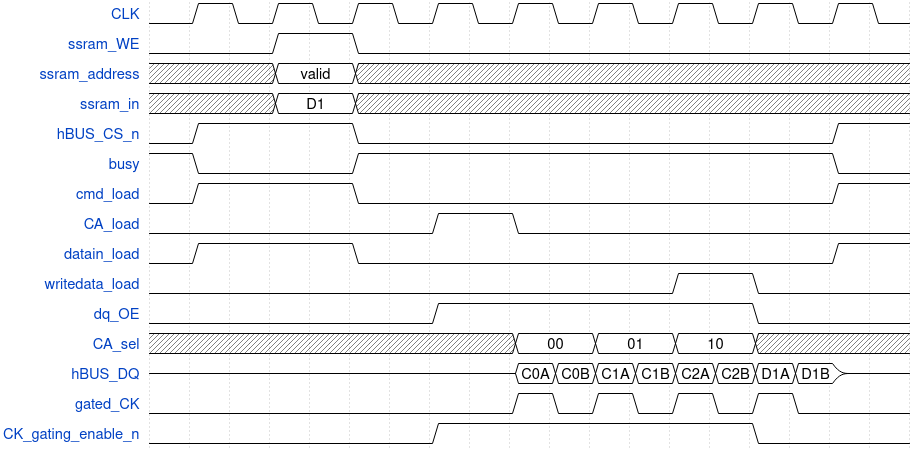 CLK
ssram_WE
ssram_address valid
ssram_in D1
hBUS_CS_n
busy
cmd_load
CA_load
datain_load
writedata_load
dq_OE
CA_sel 00 01 10
hBUS_DQ C0A C0B C1A C1B C2A C2B D1A D1B
gated_CK
CK_gating_enable_n